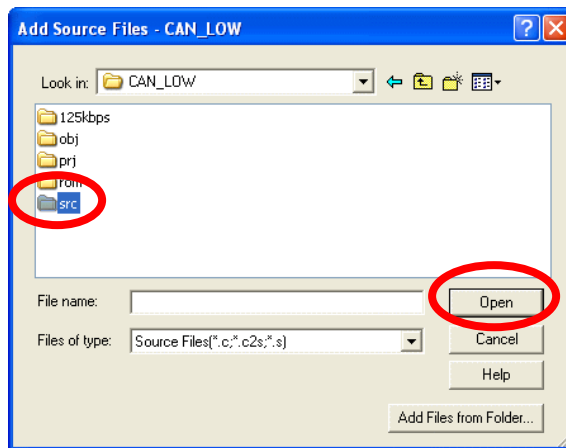 Add Source Files - CAN_LOW
Look in: CAN_LOW
125kbps
obj
prj
rom
src
File name: Open
Files of type: Source Files(*.c;*.c2s;*.s) Cancel
Help
Add Files from Folder...